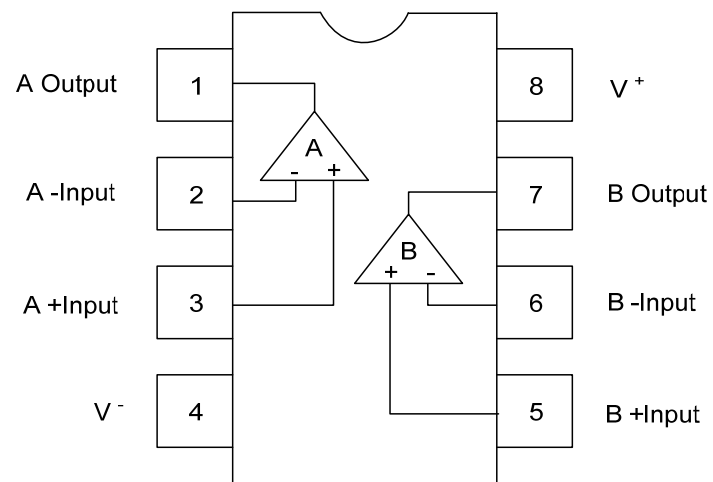 A Output
1
8
V +
A
- +
A -Input
2
7
B Output
B
+ -
A +Input
3
6
B -Input
V -
4
5
B +Input